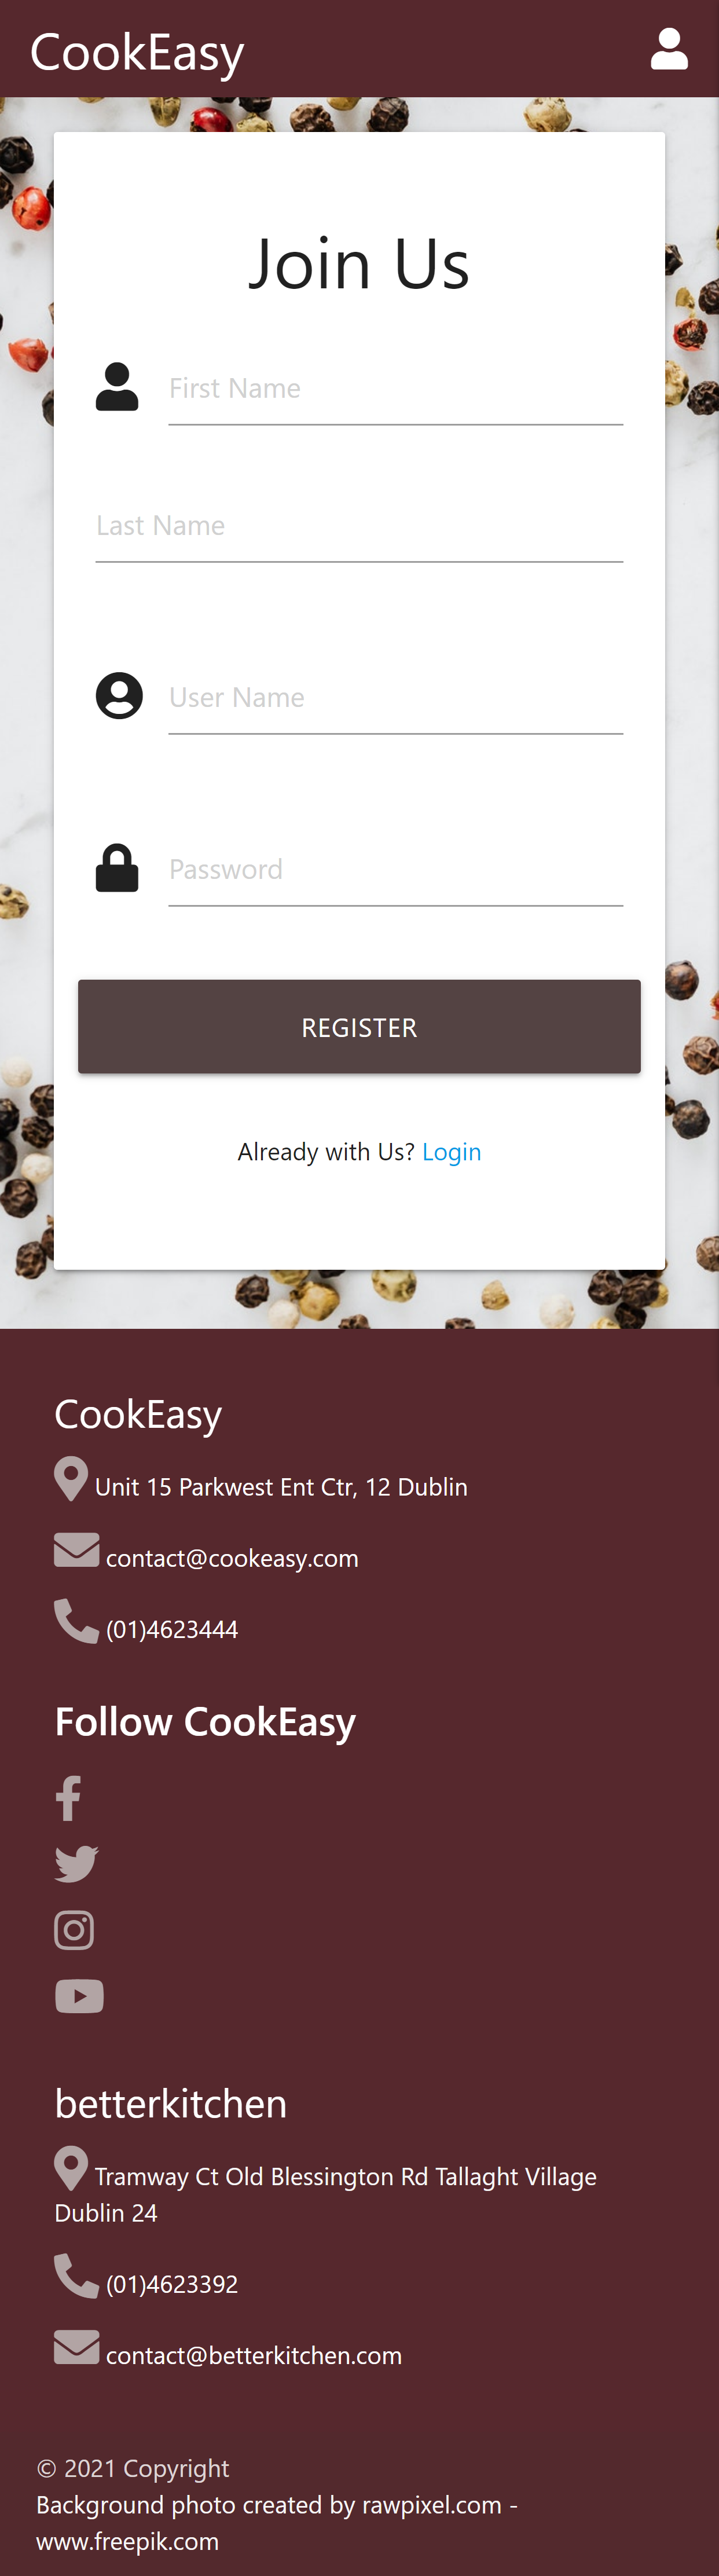 CookEasy
Join Us
First Name
Last Name
User Name
Password
REGISTER
Already with Us? Login
CookEasy
Unit 15 Parkwest Ent Ctr, 12 Dublin
contact@cookeasy.com
(01)4623444
Follow CookEasy
betterkitchen
Tramway Ct Old Blessington Rd Tallaght Village
Dublin 24
(01)4623392
contact@betterkitchen.com
© 2021 Copyright
Background photo created by rawpixel.com -
www.freepik.com